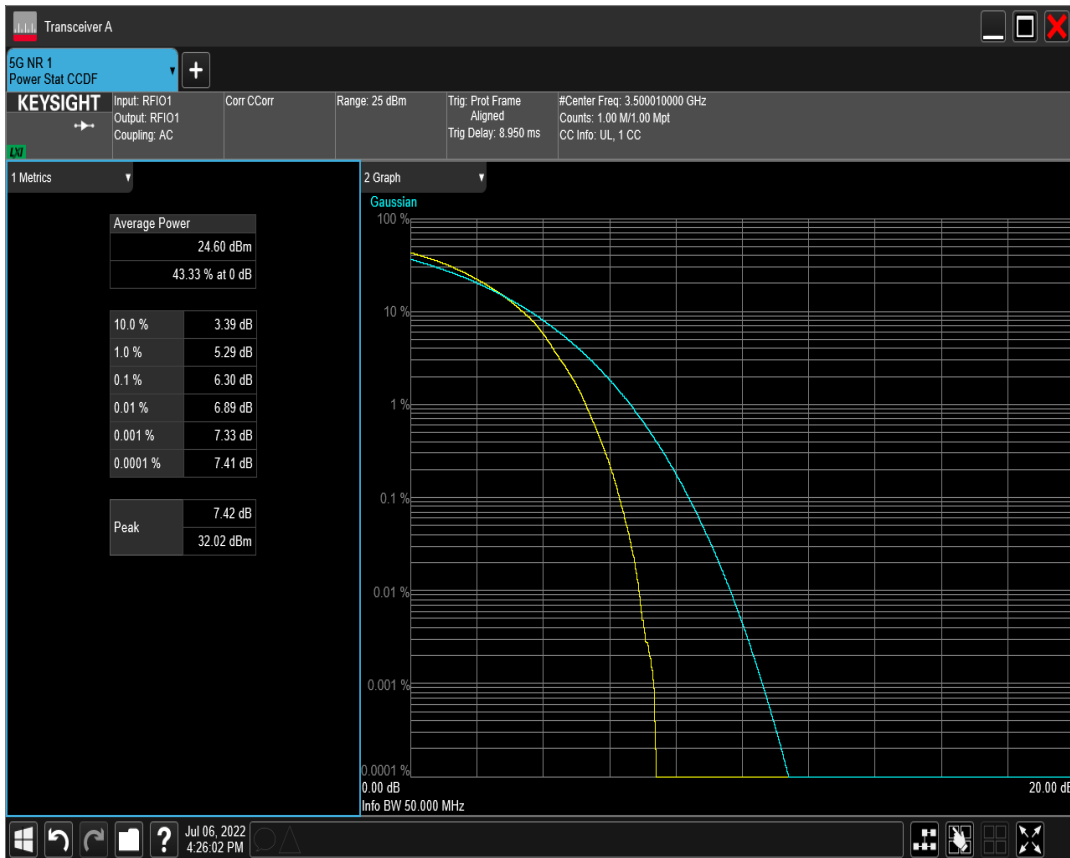 Transceiver A
5G NR 1
Power Stat CCDF
KEYSIGHT
LXI
Input: RFIO1
Output: RFIO1
Coupling: AC
Corr CCorr
Range: 25 dBm
Trig: Prot Frame
Aligned
Trig Delay: 8.950 ms
#Center Freq: 3.500010000 GHz
Counts: 1.00 M/1.00 Mpt
CC Info: UL, 1 CC
1 Metrics
Average Power
24.60 dBm
43.33 % at 0 dB
10.0 % 3.39 dB
1.0 % 5.29 dB
0.1 % 6.30 dB
0.01 % 6.89 dB
0.001 % 7.33 dB
0.0001 % 7.41 dB
Peak
7.42 dB
32.02 dBm
2 Graph
Gaussian
100 %
10 %
1 %
0.1 %
0.01 %
0.001 %
0.0001 %
0.00 dB 20.00 dB
Info BW 50.000 MHz
?
Jul 06, 2022
4:26:02 PM